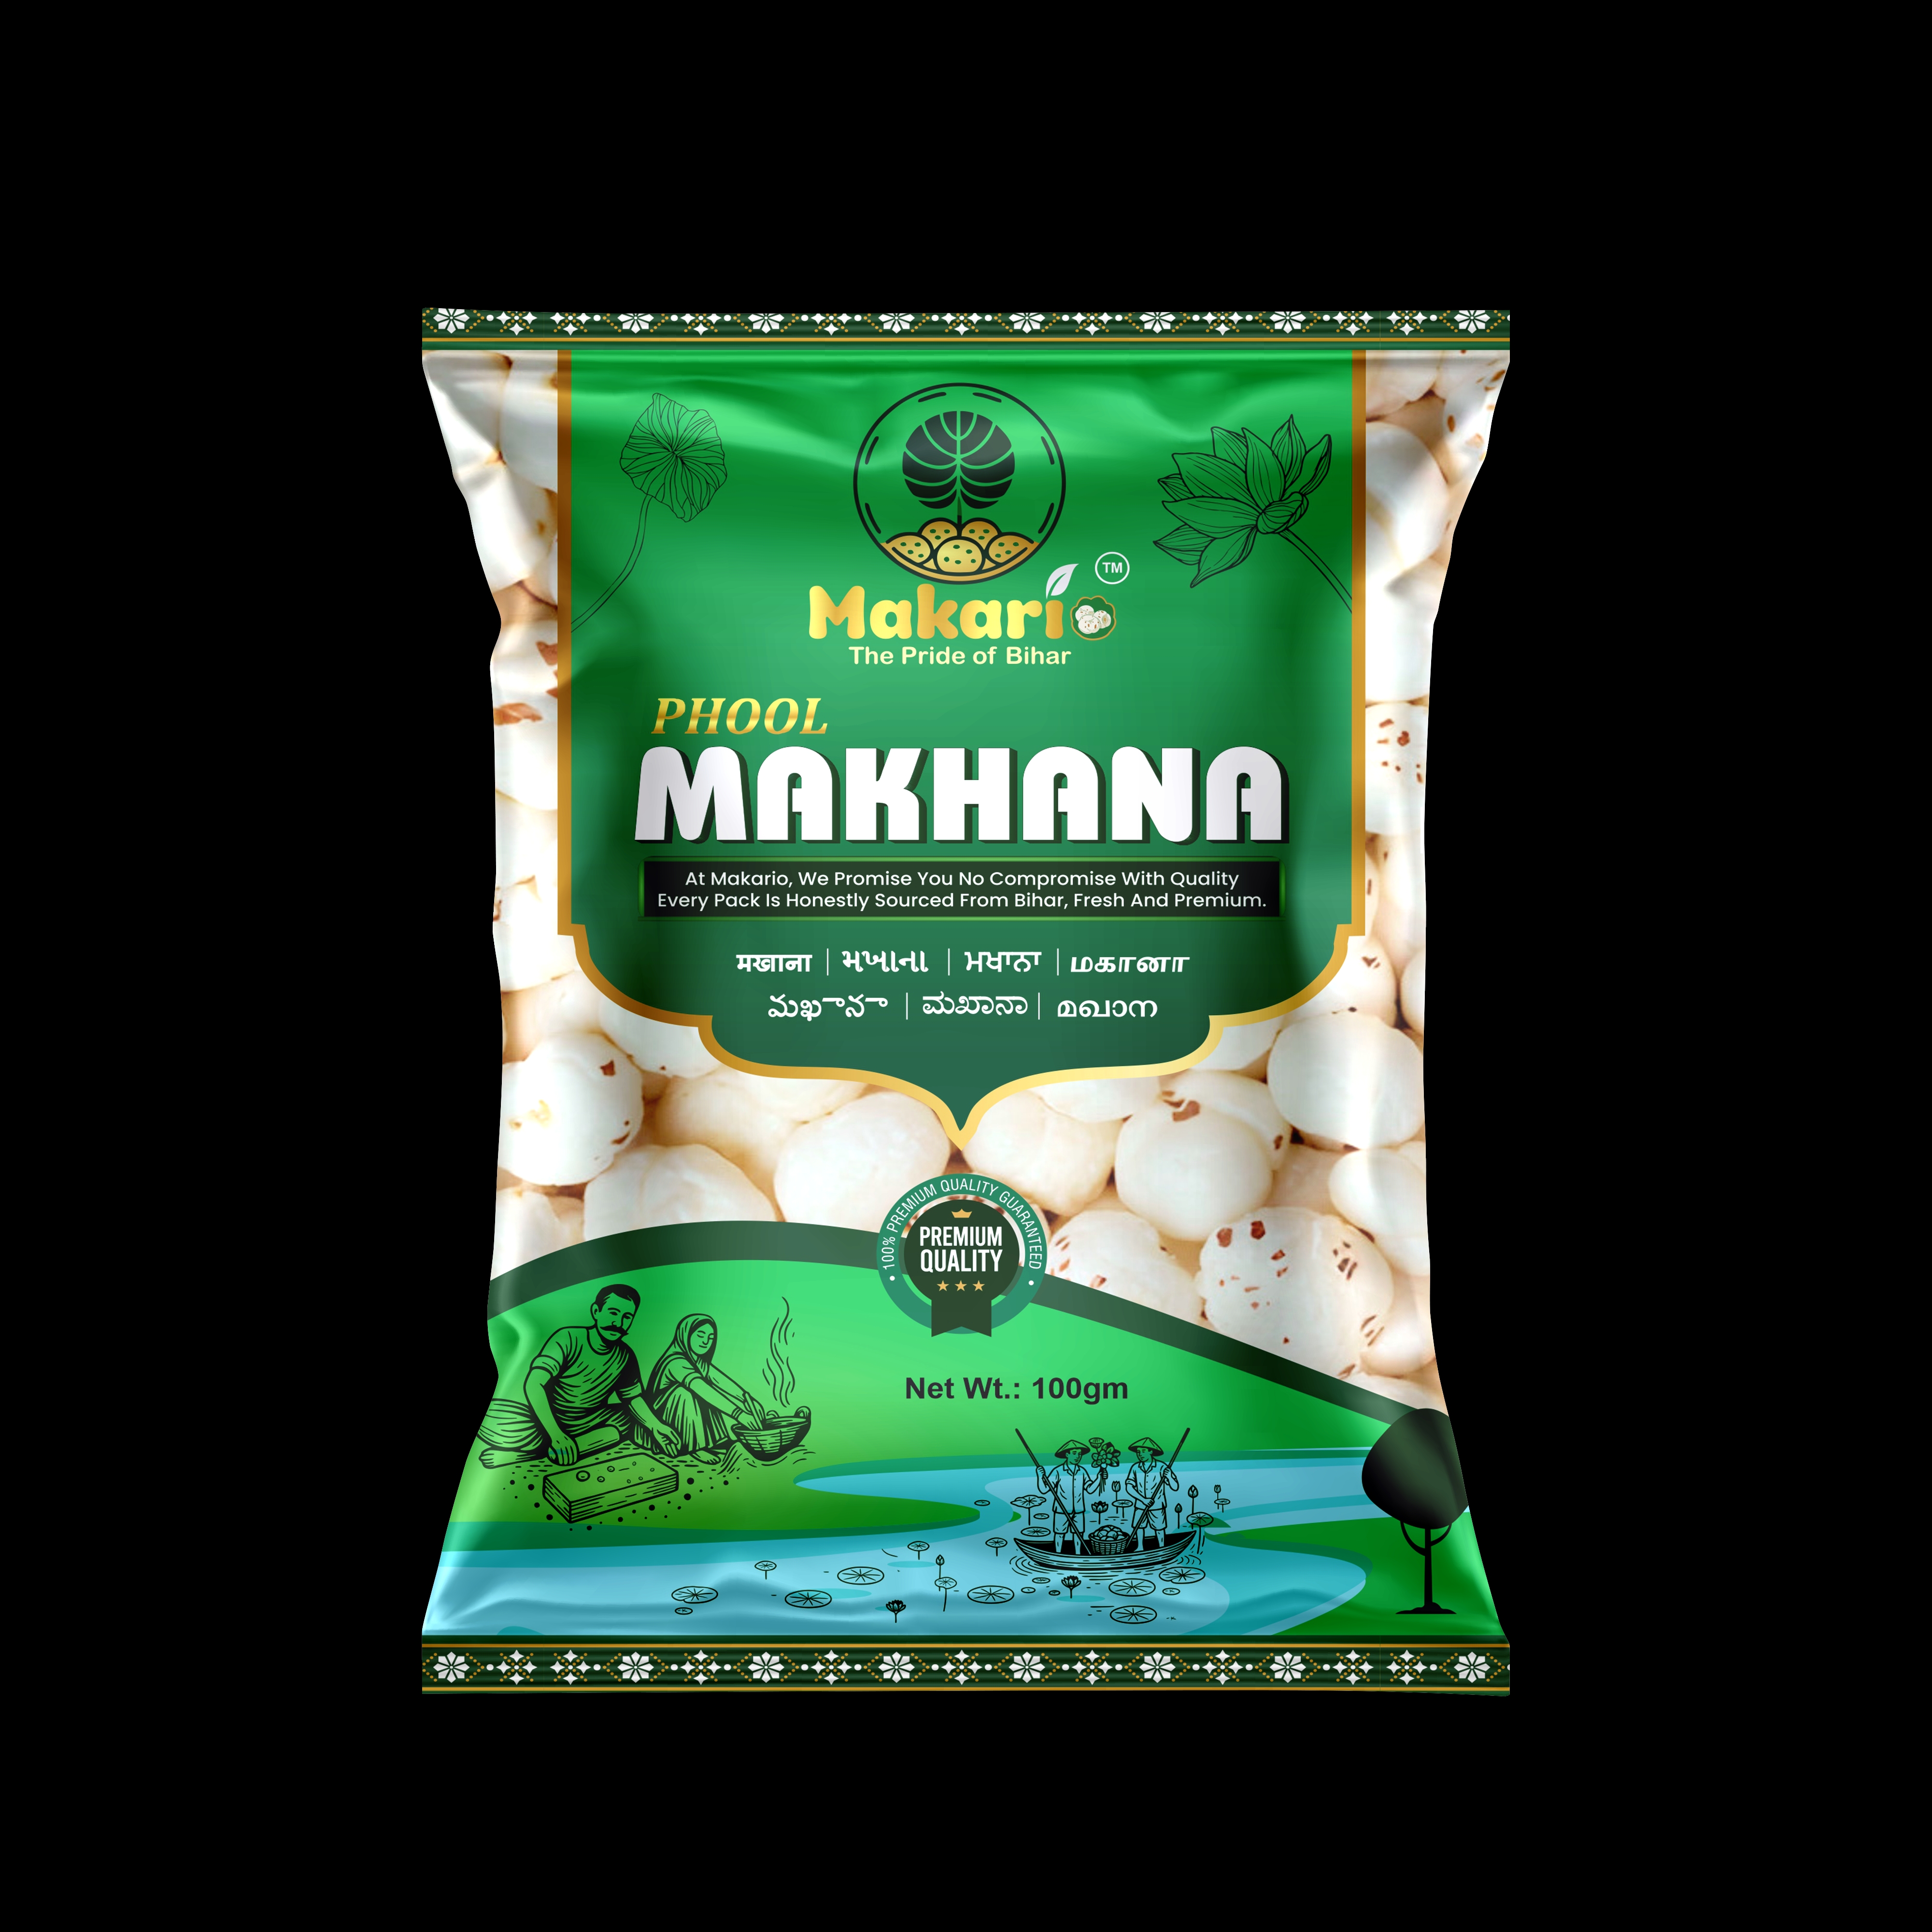 TM
Makario
The Pride of Bihar
PHOOL
MAKHANA
At Makario, We Promise You No Compromise With Quality
Every Pack Is Honestly Sourced From Bihar, Fresh And Premium.
मखाना | મખાના | ਮਖਾਨਾ | மகானா
మఖానా | ಮಖಾನಾ | മഖാന
• 100% PREMIUM QUALITY GUARANTEED •
PREMIUM
QUALITY
Net Wt.: 100gm